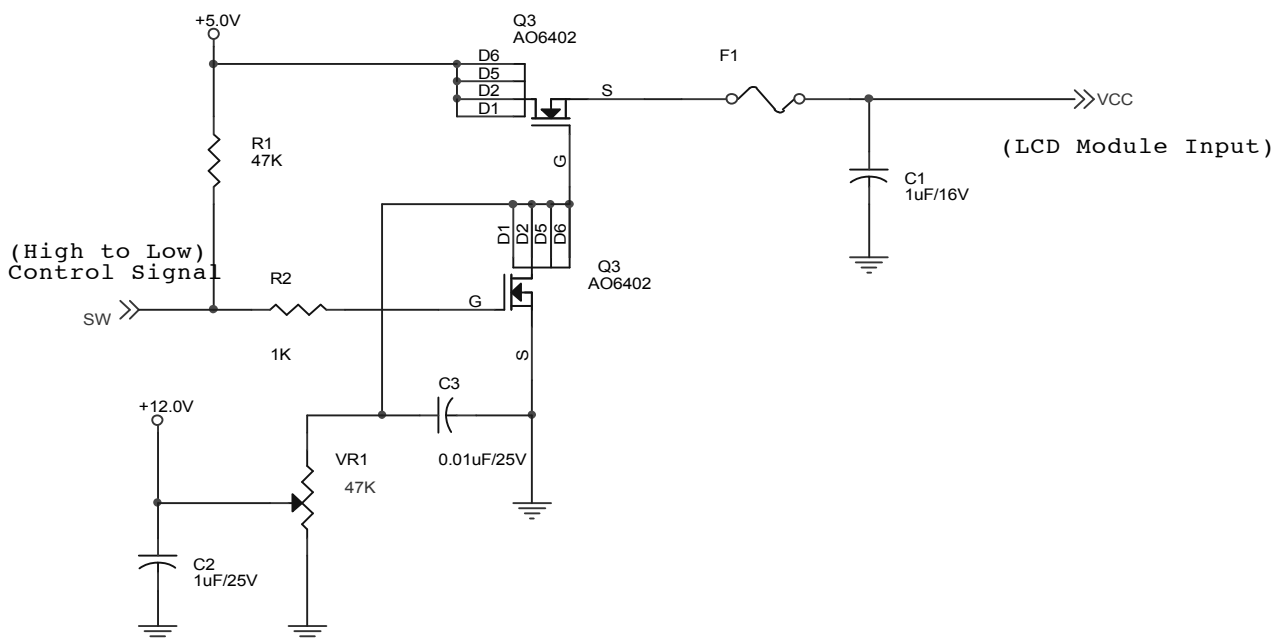 +5.0V
Q3
AO6402
D6
D5
D2
D1
S
G
F1
VCC
(LCD Module Input)
R1
47K
C1
1uF/16V
(High to Low)
Control Signal
SW
R2
1K
G
D1
D2
D5
D6
Q3
AO6402
S
C3
0.01uF/25V
+12.0V
VR1
47K
C2
1uF/25V